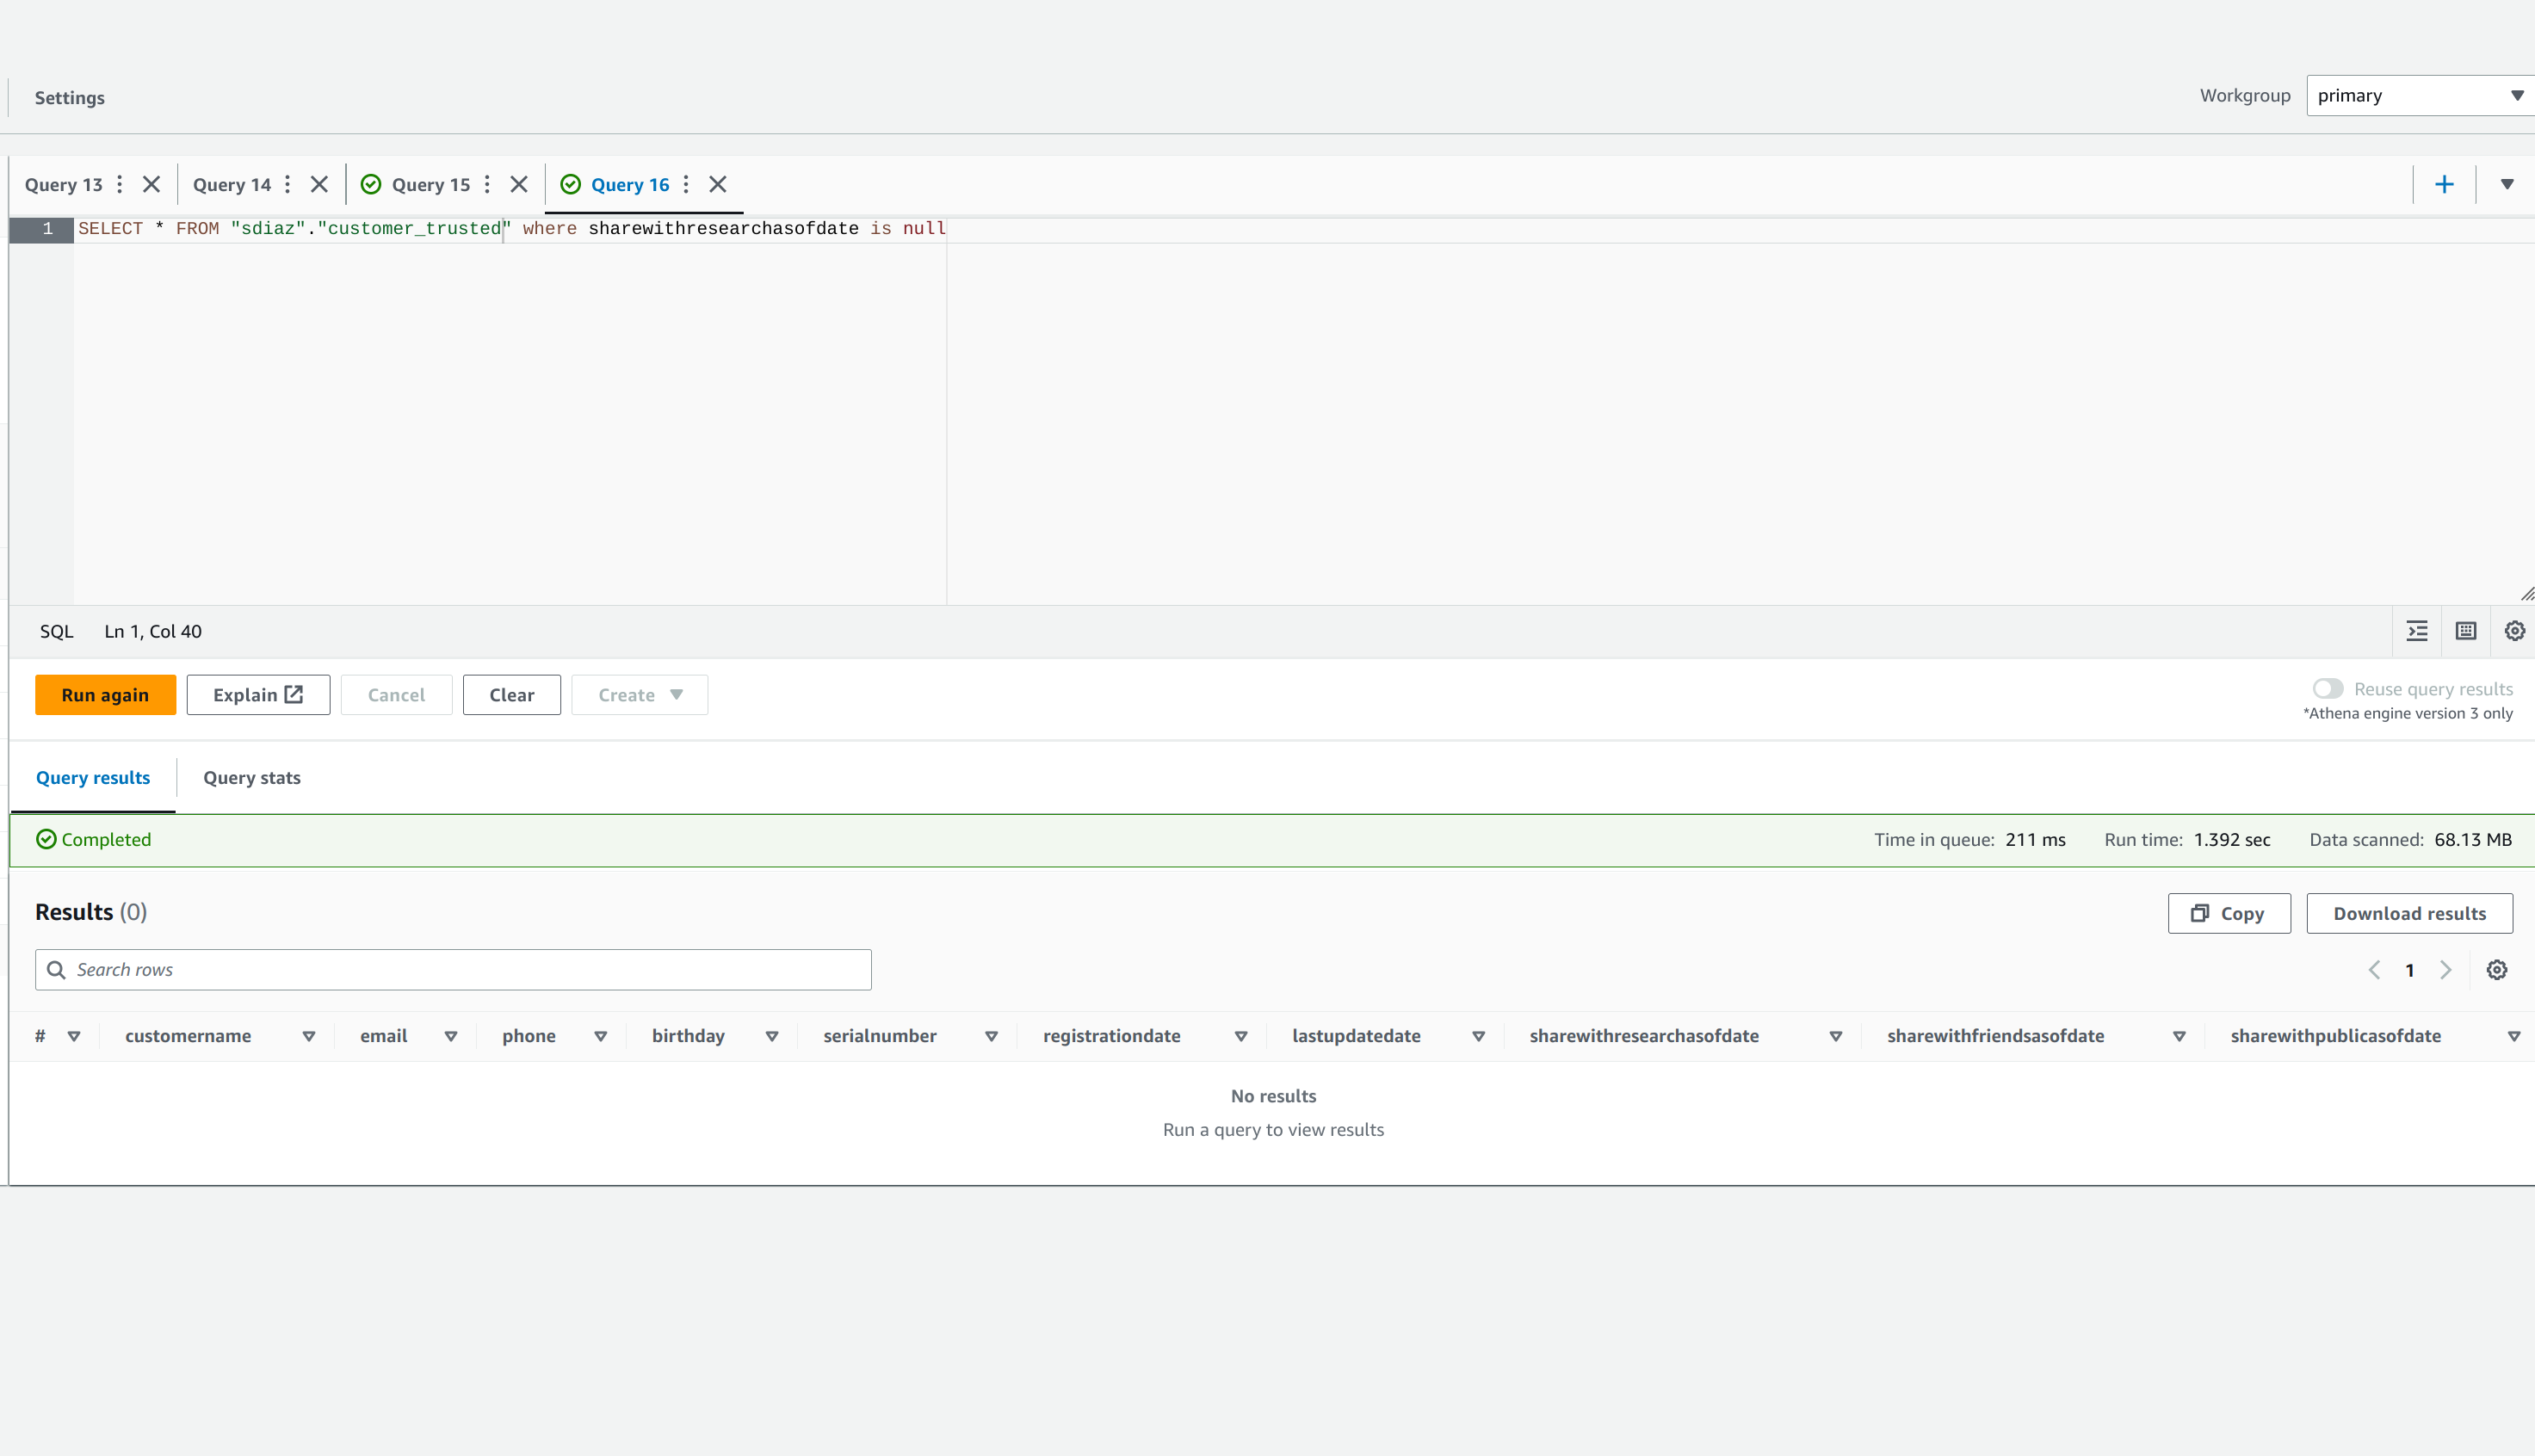 Settings
Workgroup primary
Query 13 Query 14 Query 15 Query 16
1 SELECT * FROM "sdiaz"."customer_trusted" where sharewithresearchasofdate is null
SQL Ln 1, Col 40
Run again Explain Cancel Clear Create
Reuse query results
*Athena engine version 3 only
Query results Query stats
Completed Time in queue: 211 ms Run time: 1.392 sec Data scanned: 68.13 MB
Results (0) Copy Download results
Search rows 1
# customername email phone birthday serialnumber registrationdate lastupdatedate sharewithresearchasofdate sharewithfriendsasofdate sharewithpublicasofdate
No results
Run a query to view results